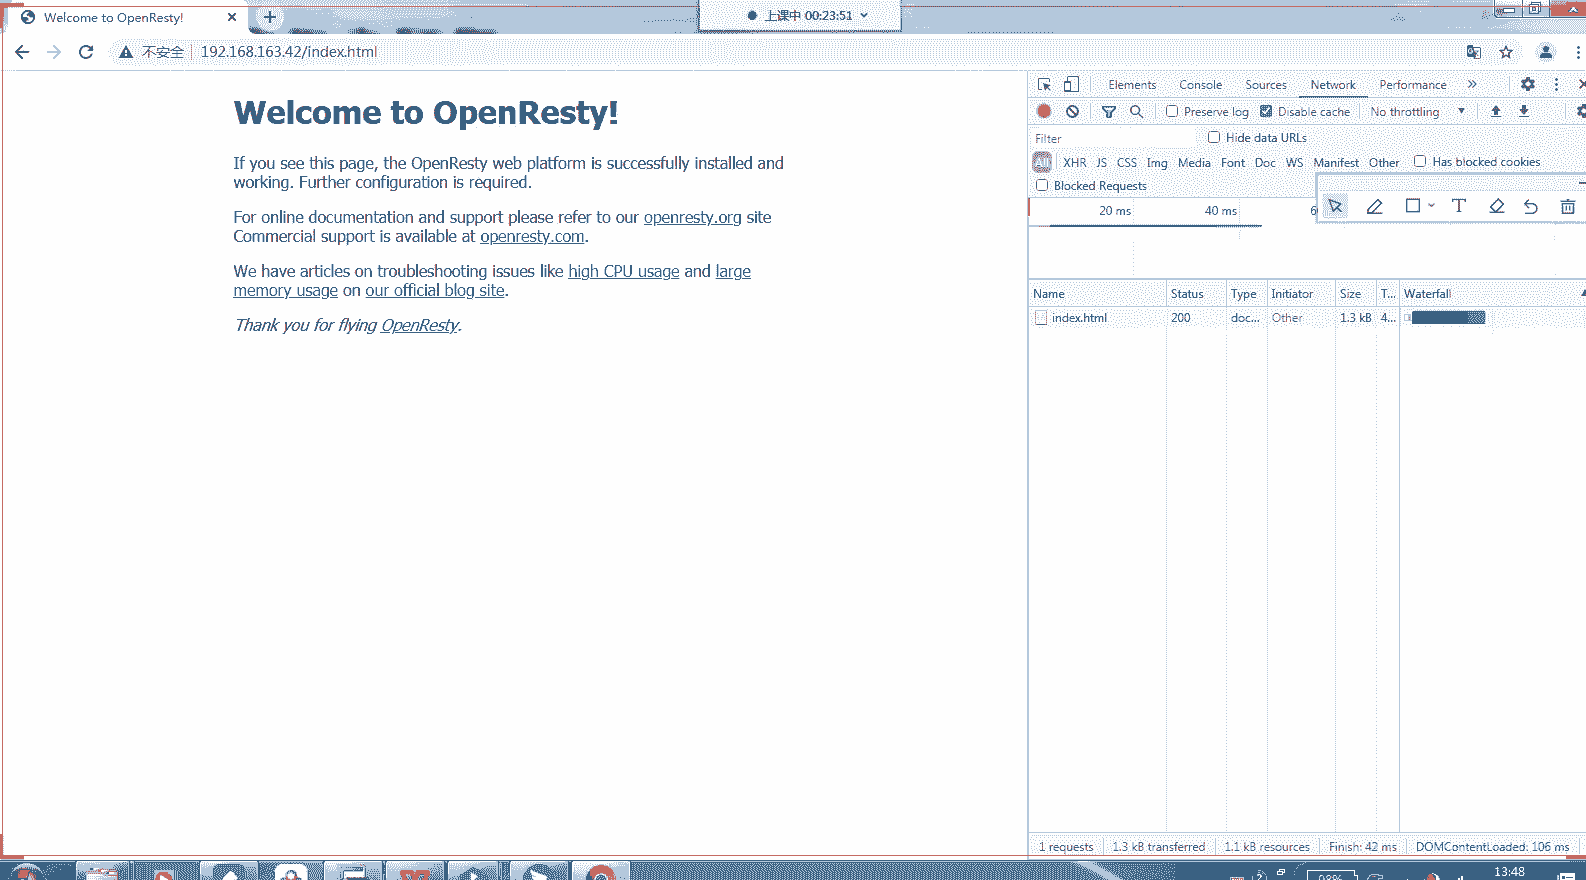 Welcome to OpenResty!
上课中 00:23:51
不安全 192.168.163.42/index.html
Welcome to OpenResty!
If you see this page, the OpenResty web platform is successfully installed and
working. Further configuration is required.
For online documentation and support please refer to our openresty.org site
Commercial support is available at openresty.com.
We have articles on troubleshooting issues like high CPU usage and large
memory usage on our official blog site.
Thank you for flying OpenResty.
Elements Console Sources Network Performance
Preserve log Disable cache No throttling
Filter Hide data URLs
All XHR JS CSS Img Media Font Doc WS Manifest Other Has blocked cookies
Blocked Requests
20 ms 40 ms
Name Status Type Initiator Size T... Waterfall
index.html 200 doc... Other 1.3 kB 4...
1 requests 1.3 kB transferred 1.1 kB resources Finish: 42 ms DOMContentLoaded: 106 ms
98% 13:48